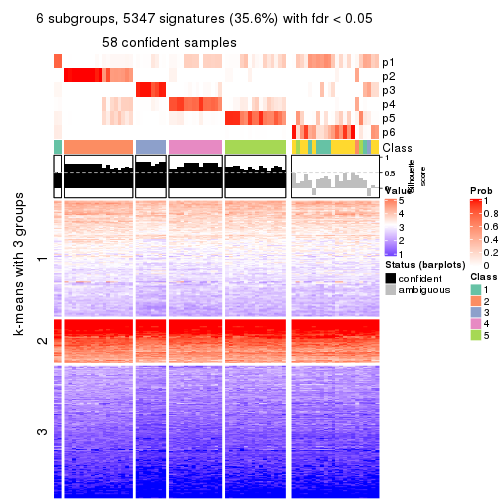 6 subgroups, 5347 signatures (35.6%) with fdr < 0.05
58 confident samples
p1
p2
p3
p4
p5
p6
Class
1
0.5
0
Silhouette
score
k-means with 3 groups
1
2
3
Value
5
4
3
2
1
Status (barplots)
confident
ambiguous
Prob
1
0.8
0.6
0.4
0.2
0
Class
1
2
3
4
5